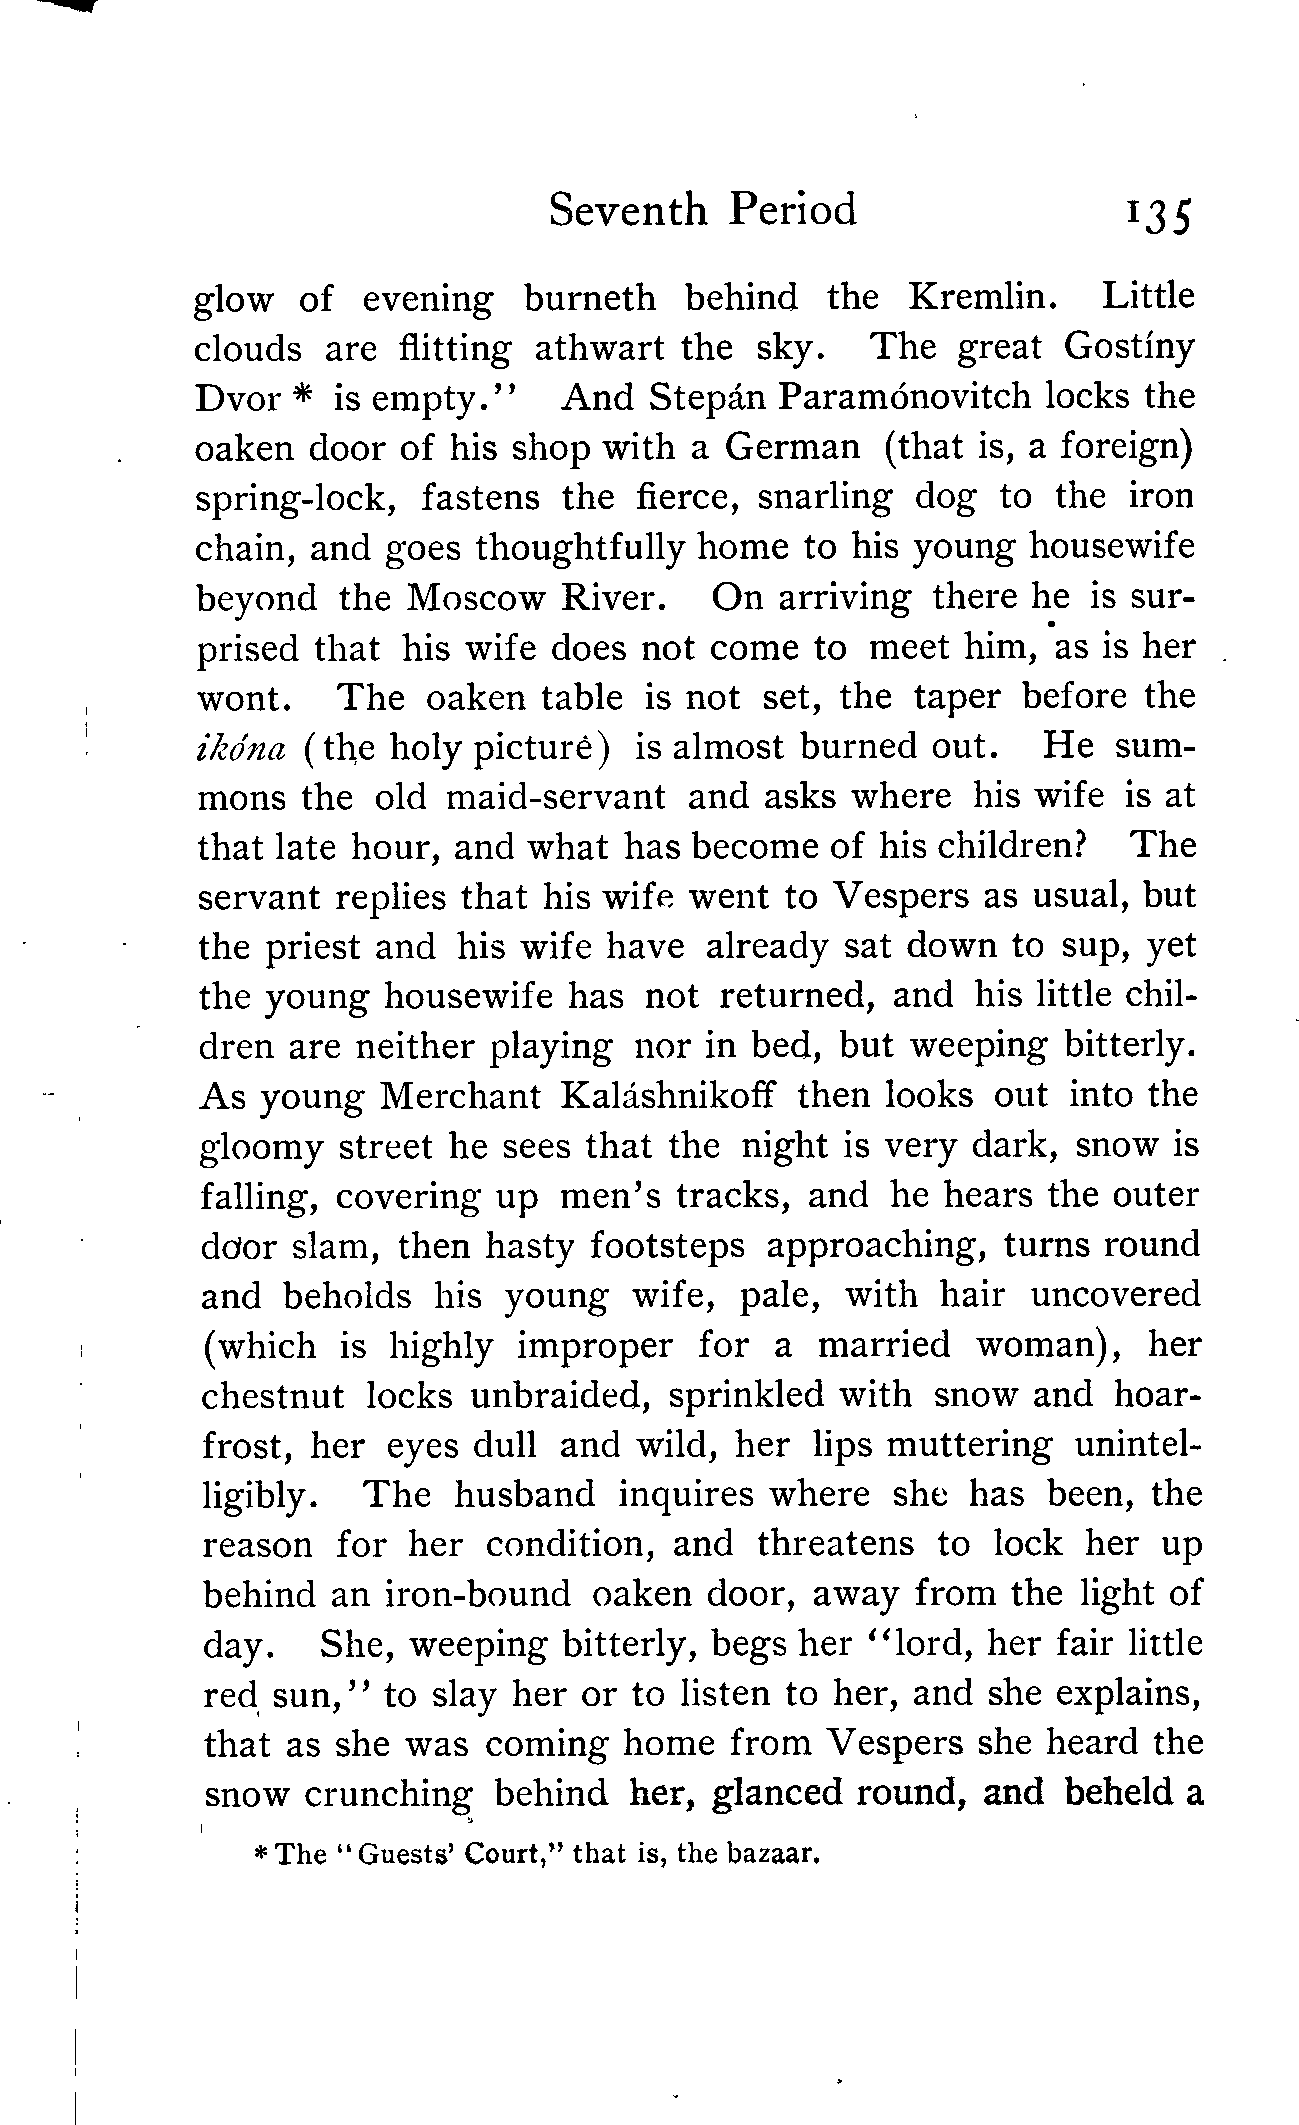 Seventh Period 135
glow of evening burneth behind the Kremlin. Little
clouds are flitting athwart the sky. The great Gostíny
Dvor * is empty." And Stepán Paramónovitch locks the
oaken door of his shop with a German (that is, a foreign)
spring-lock, fastens the fierce, snarling dog to the iron
chain, and goes thoughtfully home to his young housewife
beyond the Moscow River. On arriving there he is sur-
prised that his wife does not come to meet him, as is her
wont. The oaken table is not set, the taper before the
ikóna (the holy picture) is almost burned out. He sum-
mons the old maid-servant and asks where his wife is at
that late hour, and what has become of his children? The
servant replies that his wife went to Vespers as usual, but
the priest and his wife have already sat down to sup, yet
the young housewife has not returned, and his little chil-
dren are neither playing nor in bed, but weeping bitterly.
As young Merchant Kaláshnikoff then looks out into the
gloomy street he sees that the night is very dark, snow is
falling, covering up men's tracks, and he hears the outer
door slam, then hasty footsteps approaching, turns round
and beholds his young wife, pale, with hair uncovered
(which is highly improper for a married woman), her
chestnut locks unbraided, sprinkled with snow and hoar-
frost, her eyes dull and wild, her lips muttering unintel-
ligibly. The husband inquires where she has been, the
reason for her condition, and threatens to lock her up
behind an iron-bound oaken door, away from the light of
day. She, weeping bitterly, begs her "lord, her fair little
red sun," to slay her or to listen to her, and she explains,
that as she was coming home from Vespers she heard the
snow crunching behind her, glanced round, and beheld a
* The "Guests' Court," that is, the bazaar.